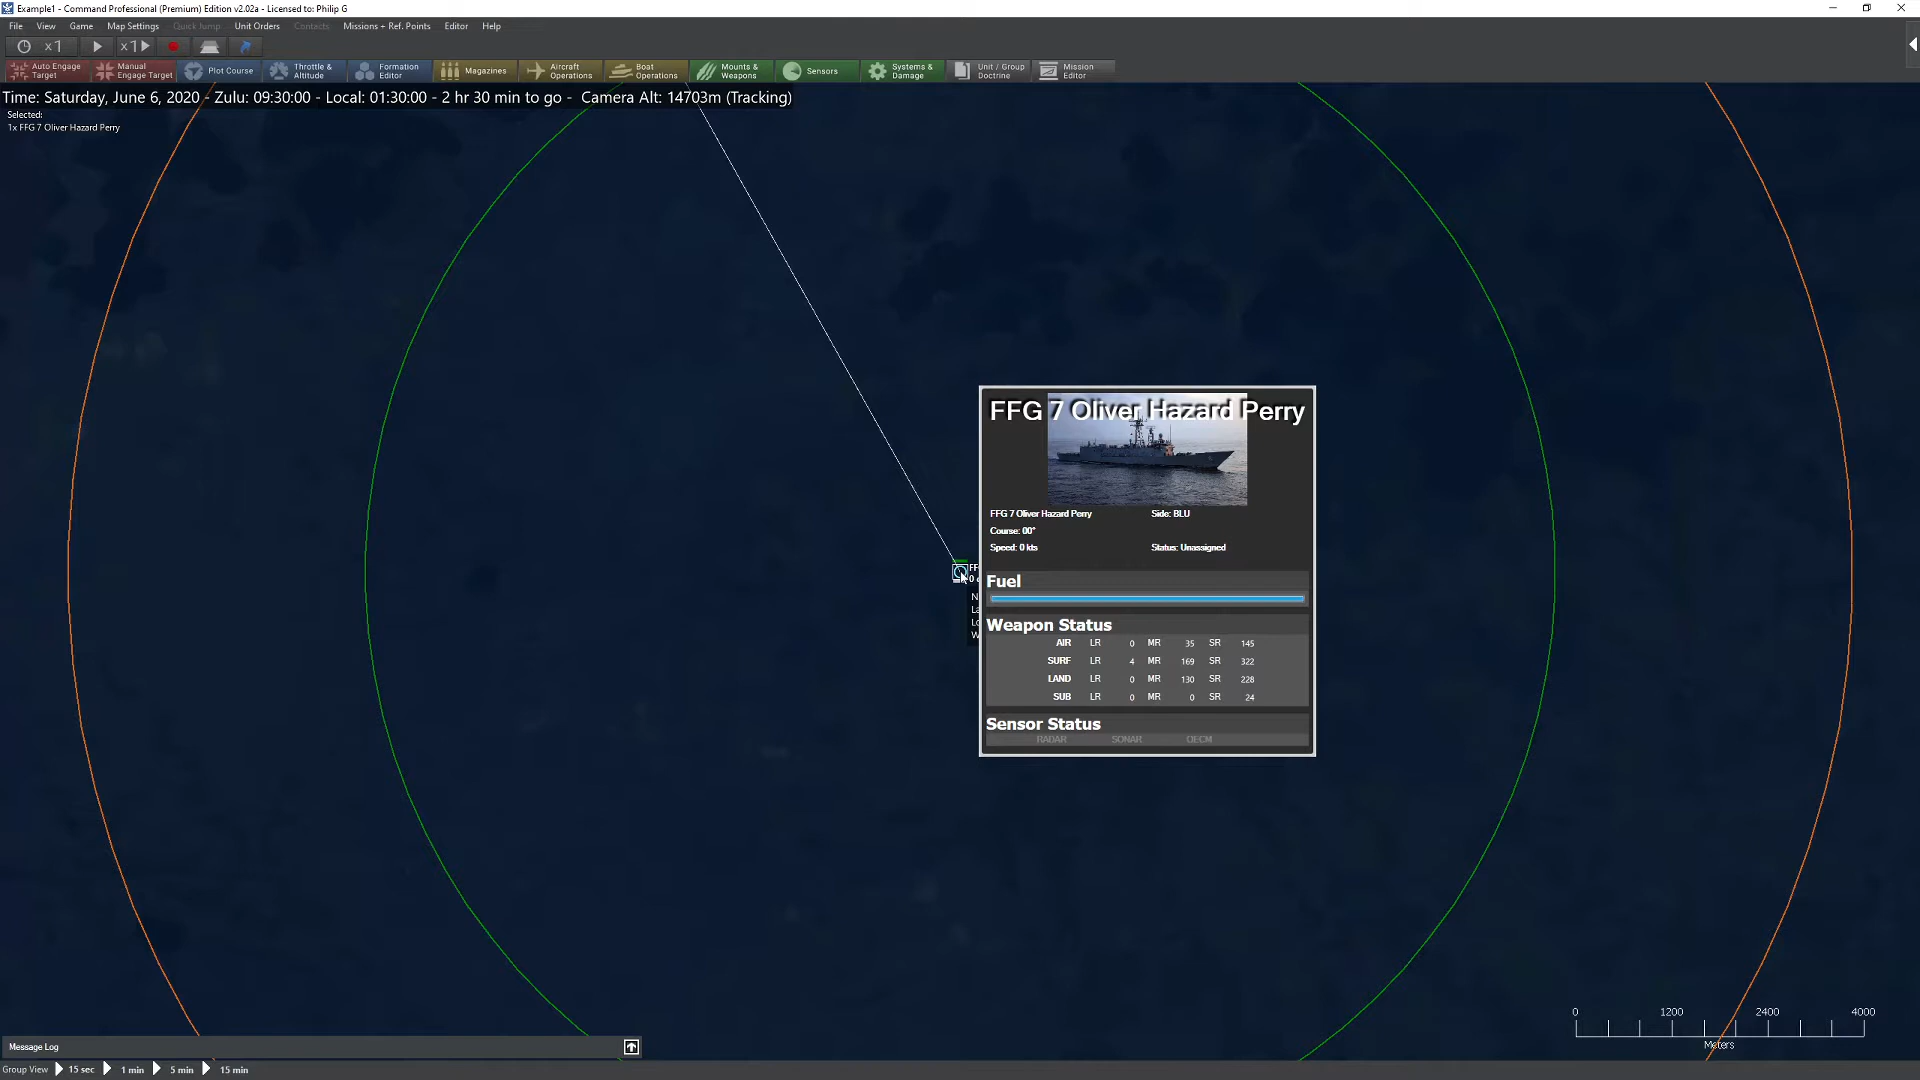 Example1 - Command Professional (Premium) Edition v2.02a - Licensed to: Philip G
File View Game Map Settings Quick Jump Unit Orders Contacts Missions + Ref. Points Editor Help
x1 x1
Auto Engage
Target
Manual
Engage Target
Plot Course
Throttle &
Altitude
Formation
Editor
Magazines
Aircraft
Operations
Boat
Operations
Mounts &
Weapons
Sensors
Systems &
Damage
Unit / Group
Doctrine
Mission
Editor
Time: Saturday, June 6, 2020 - Zulu: 09:30:00 - Local: 01:30:00 - 2 hr 30 min to go - Camera Alt: 14703m (Tracking)
Selected:
1x FFG 7 Oliver Hazard Perry
FFG 7 Oliver Hazard Perry
FFG 7 Oliver Hazard Perry Side: BLU
Course: 00°
Speed: 0 kts Status: Unassigned
Fuel
Weapon Status
AIR LR 0 MR 35 SR 145
SURF LR 4 MR 169 SR 322
LAND LR 0 MR 130 SR 228
SUB LR 0 MR 0 SR 24
Sensor Status
RADAR SONAR OECM
0 1200 2400 4000
Meters
Message Log
Group View 15 sec 1 min 5 min 15 min